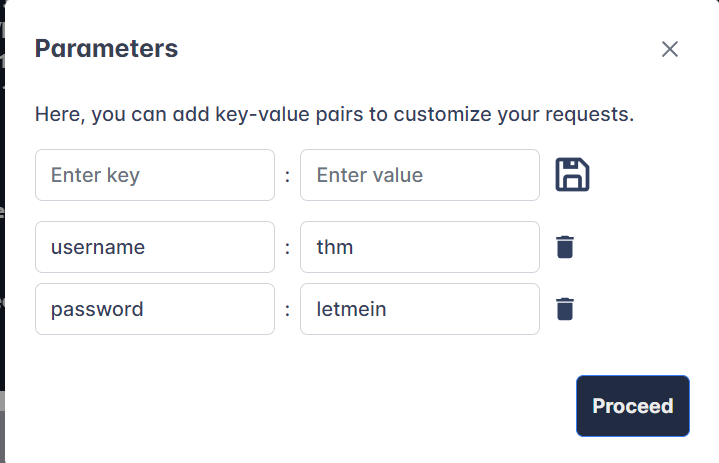 Parameters
Here, you can add key-value pairs to customize your requests.
Enter key : Enter value
username : thm
password : letmein
Proceed